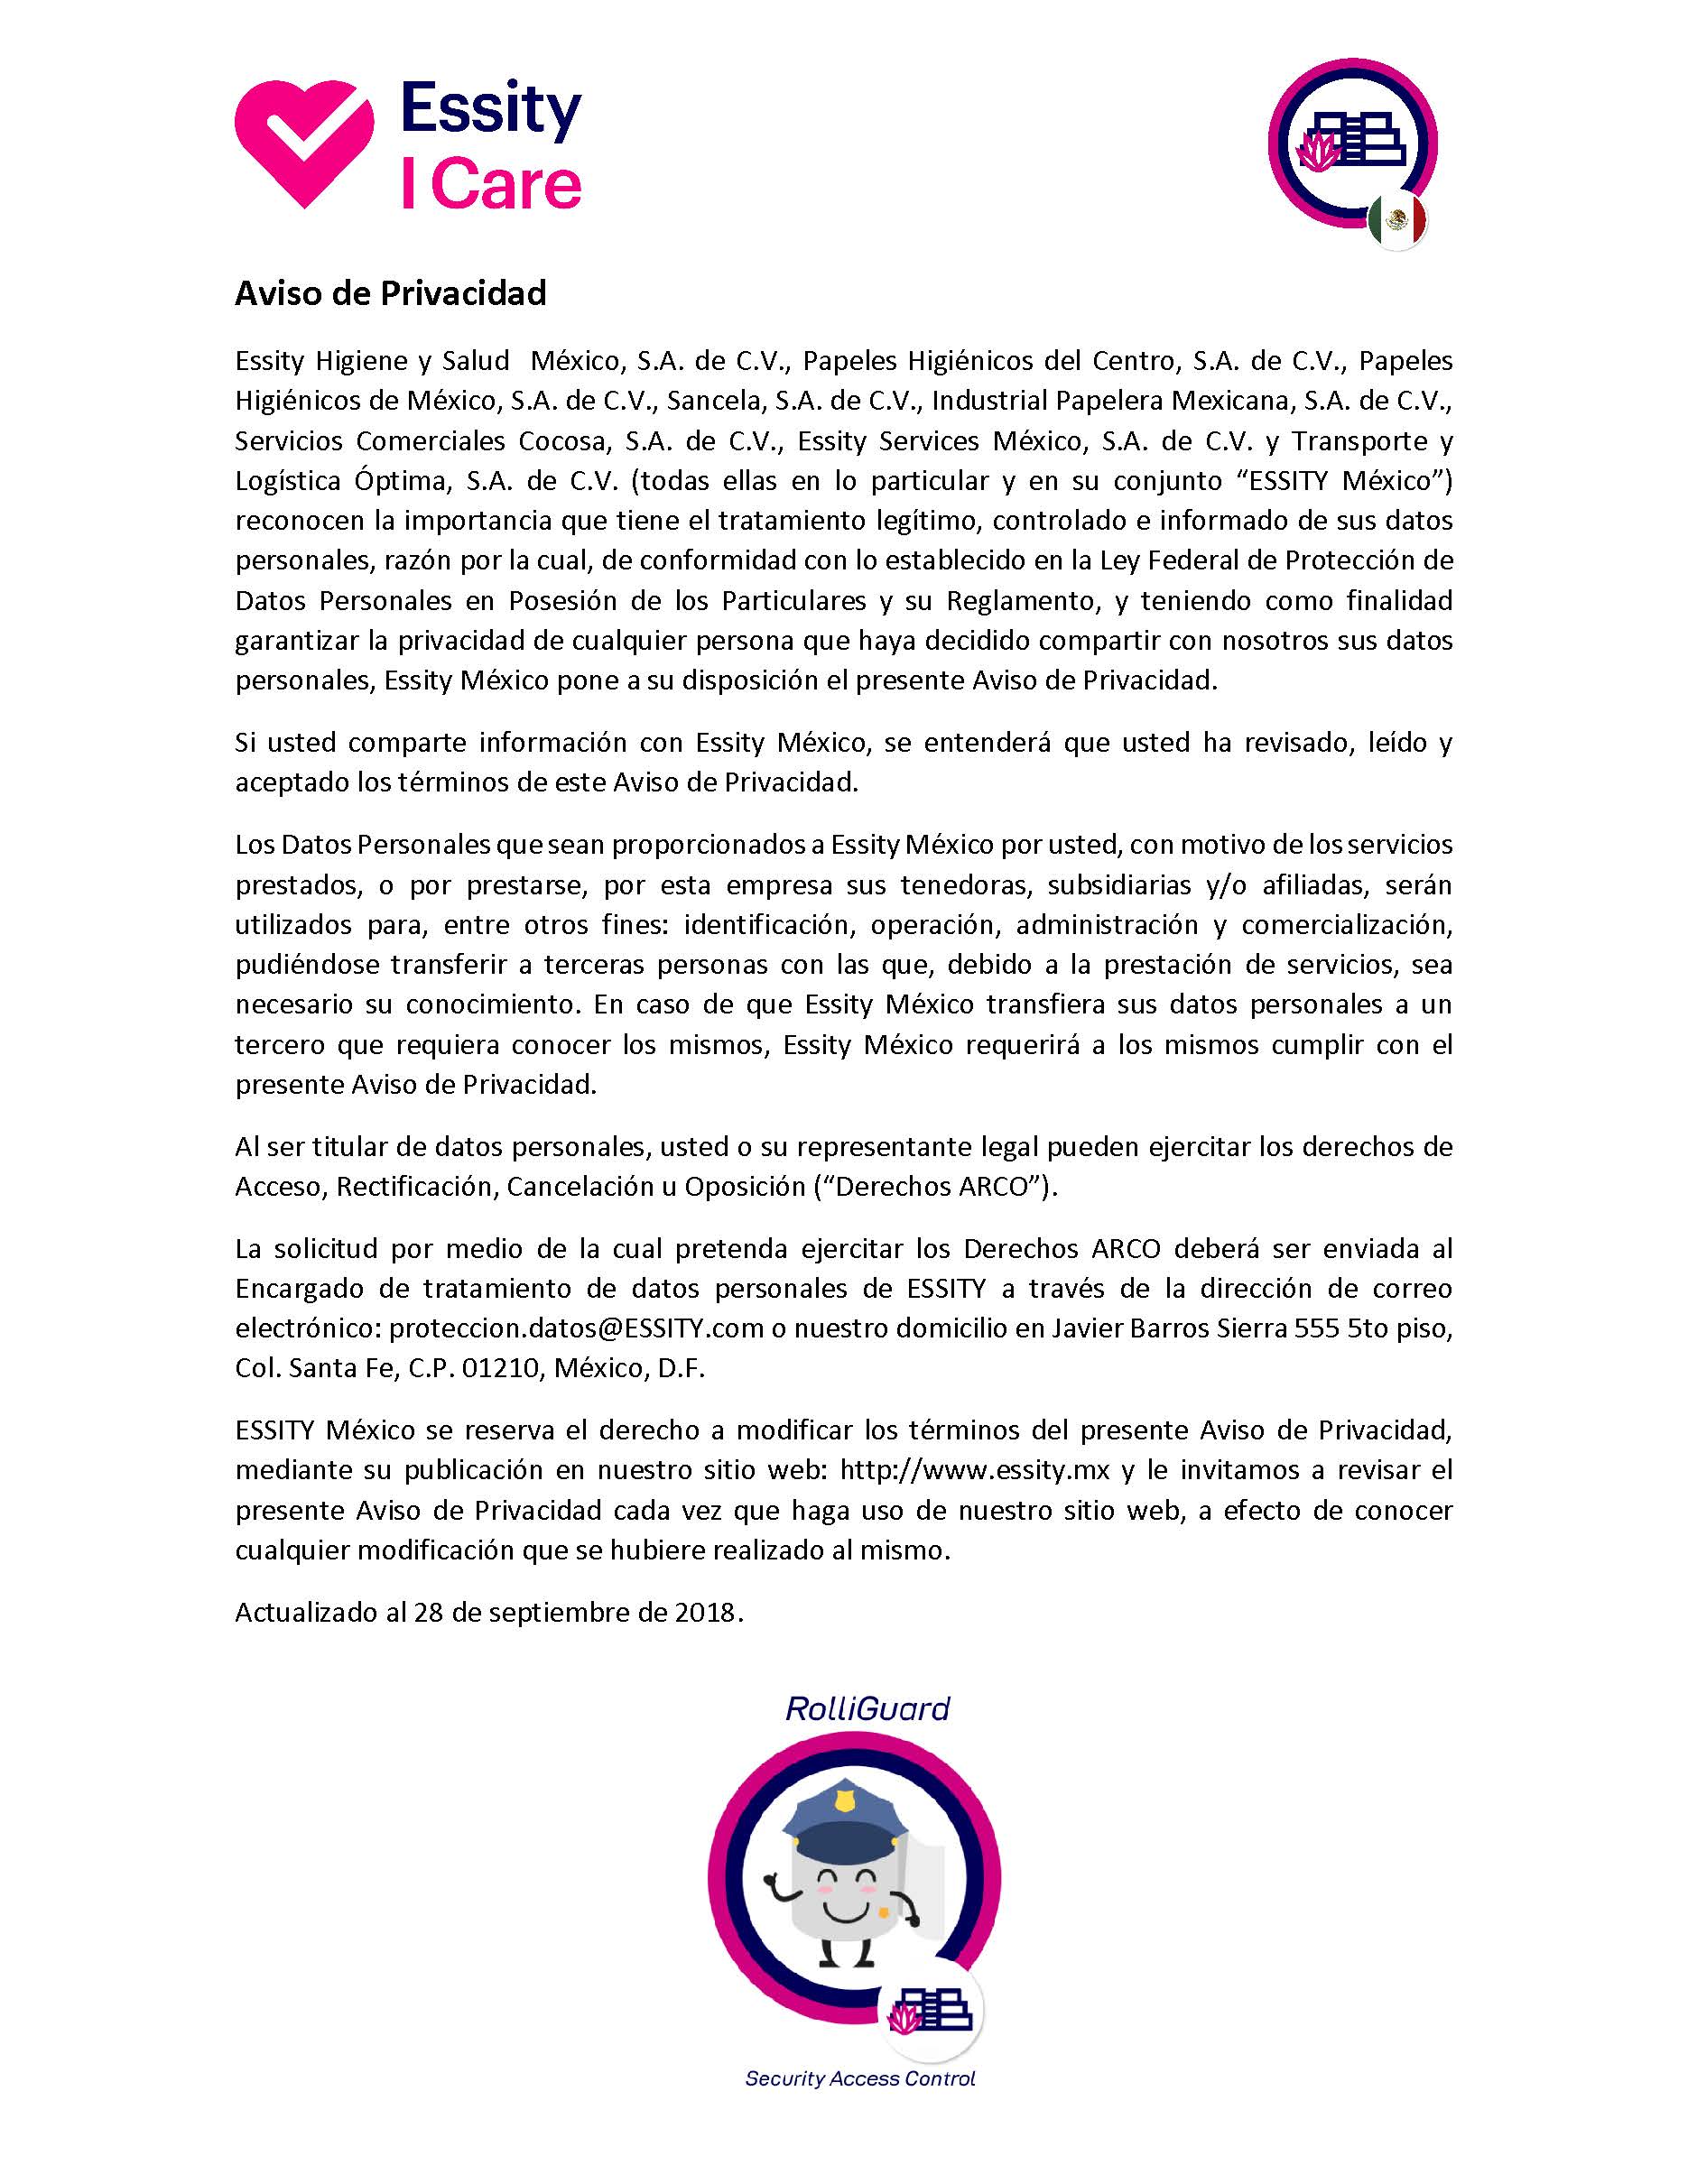 Essity
I Care
Aviso de Privacidad
Essity Higiene y Salud  México, S.A. de C.V., Papeles Higiénicos del Centro, S.A. de C.V., Papeles
Higiénicos de México, S.A. de C.V., Sancela, S.A. de C.V., Industrial Papelera Mexicana, S.A. de C.V.,
Servicios Comerciales Cocosa, S.A. de C.V., Essity Services México, S.A. de C.V. y Transporte y
Logística Óptima, S.A. de C.V. (todas ellas en lo particular y en su conjunto “ESSITY México”)
reconocen la importancia que tiene el tratamiento legítimo, controlado e informado de sus datos
personales, razón por la cual, de conformidad con lo establecido en la Ley Federal de Protección de
Datos Personales en Posesión de los Particulares y su Reglamento, y teniendo como finalidad
garantizar la privacidad de cualquier persona que haya decidido compartir con nosotros sus datos
personales, Essity México pone a su disposición el presente Aviso de Privacidad.
Si usted comparte información con Essity México, se entenderá que usted ha revisado, leído y
aceptado los términos de este Aviso de Privacidad.
Los Datos Personales que sean proporcionados a Essity México por usted, con motivo de los servicios
prestados, o por prestarse, por esta empresa sus tenedoras, subsidiarias y/o afiliadas, serán
utilizados para, entre otros fines: identificación, operación, administración y comercialización,
pudiéndose transferir a terceras personas con las que, debido a la prestación de servicios, sea
necesario su conocimiento. En caso de que Essity México transfiera sus datos personales a un
tercero que requiera conocer los mismos, Essity México requerirá a los mismos cumplir con el
presente Aviso de Privacidad.
Al ser titular de datos personales, usted o su representante legal pueden ejercitar los derechos de
Acceso, Rectificación, Cancelación u Oposición (“Derechos ARCO”).
La solicitud por medio de la cual pretenda ejercitar los Derechos ARCO deberá ser enviada al
Encargado de tratamiento de datos personales de ESSITY a través de la dirección de correo
electrónico: proteccion.datos@ESSITY.com o nuestro domicilio en Javier Barros Sierra 555 5to piso,
Col. Santa Fe, C.P. 01210, México, D.F.
ESSITY México se reserva el derecho a modificar los términos del presente Aviso de Privacidad,
mediante su publicación en nuestro sitio web: http://www.essity.mx y le invitamos a revisar el
presente Aviso de Privacidad cada vez que haga uso de nuestro sitio web, a efecto de conocer
cualquier modificación que se hubiere realizado al mismo.
Actualizado al 28 de septiembre de 2018.
RolliGuard
Security Access Control